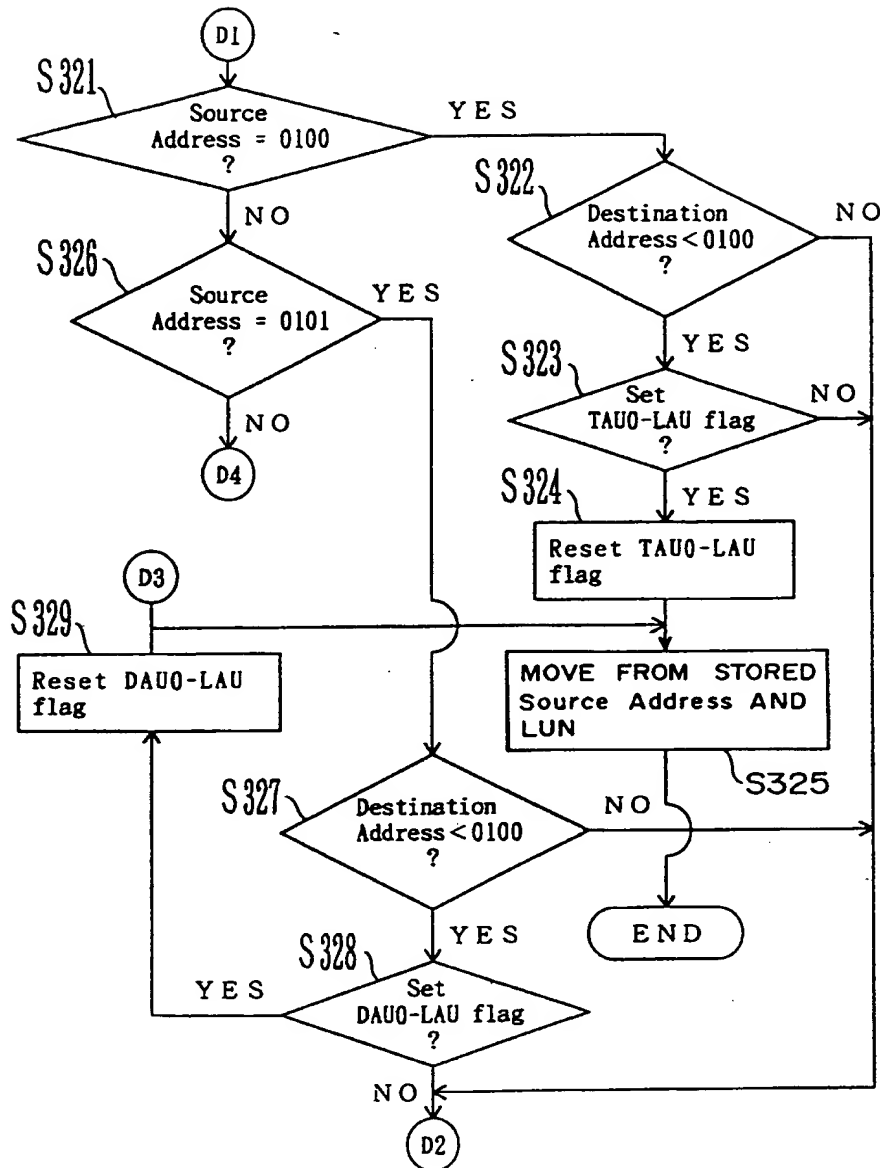 D1
S321
Source
Address = 0100
?
YES
NO
S322
Destination
Address<0100
?
NO
YES
S326
Source
Address = 0101
?
YES
NO
D4
S323
Set
TAU0-LAU flag
?
NO
YES
S324
Reset TAU0-LAU
flag
D3
S329
Reset DAU0-LAU
flag
MOVE FROM STORED
Source Address AND
LUN
S325
S327
Destination
Address<0100
?
NO
YES
END
S328
Set
DAU0-LAU flag
?
YES
NO
D2